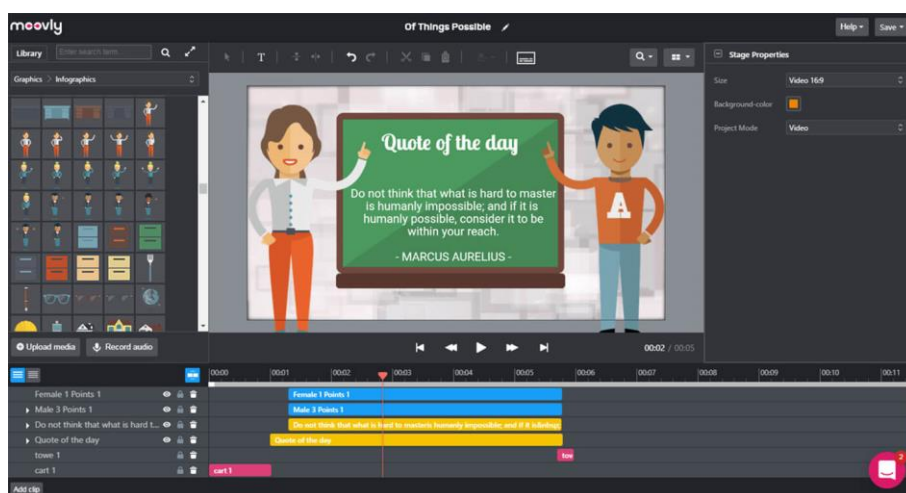 moovly
Of Things Possible
Help
Save
Library
Enter search term
T
Stage Properties
Graphics > Infographics
Size
Video 16:9
Background-color
Project Mode
Video
Quote of the day
Do not think that what is hard to master
is humanly impossible; and if it is
humanly possible, consider it to be
within your reach.
- MARCUS AURELIUS -
A
Upload media
Record audio
00:02 / 00:05
00:00
00:01
00:02
00:03
00:04
00:05
00:06
00:07
00:08
00:09
00:10
00:11
Female 1 Points 1
Female 1 Points 1
Male 3 Points 1
Male 3 Points 1
Do not think that what is hard t...
Do not think that what is hard to masteris humanly impossible; and if it is&nbsp;
Quote of the day
Quote of the day
towe 1
tow
cart 1
cart 1
2
Add clip